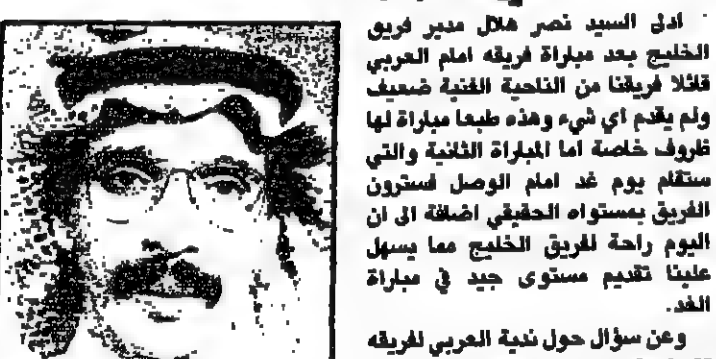 ادلى السيد نصر هلال مدير فريق
الخليج بعد مباراة فريقه امام العربي
قائلا فريقنا من الناحية الفنية ضعيف
ولم يقدم اي شيء وهذه طبعا مباراة لها
ظروف خاصة اما المباراة الثانية والتي
ستقام يوم غد امام الوصل فسترون
الفريق بمستواه الحقيقي اضافة الى ان
اليوم راحة لفريق الخليج مما يسهل
علينا تقديم مستوى جيد في مباراة
الغد.
وعن سؤال حول ندية العربي لفريقه